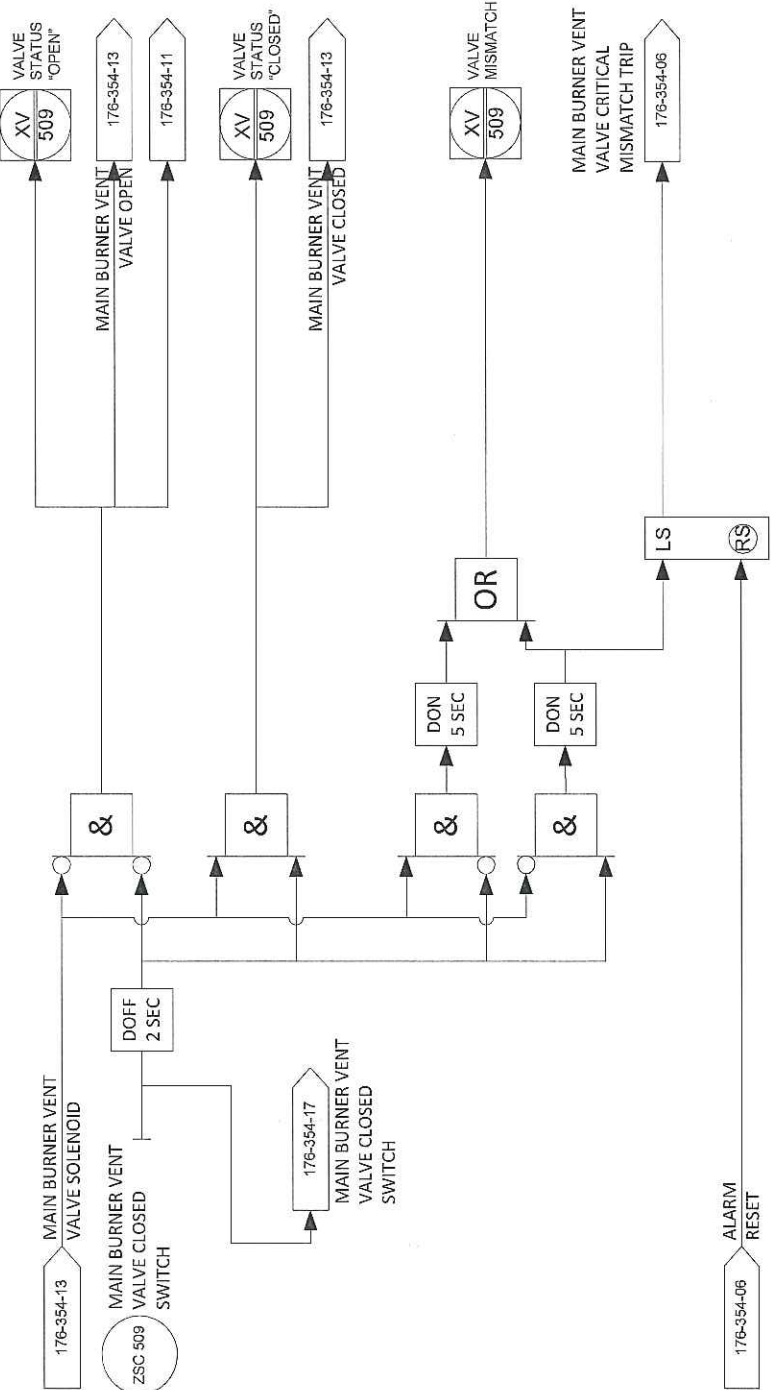 176-354-13
MAIN BURNER VENT
VALVE SOLENOID
ZSC 509
MAIN BURNER VENT
VALVE CLOSED
SWITCH
DOFF
2 SEC
176-354-17
MAIN BURNER VENT
VALVE CLOSED
SWITCH
176-354-06
ALARM
RESET
&
&
&
&
DON
5 SEC
DON
5 SEC
OR
LS
RS
XV
509
VALVE
STATUS
"OPEN"
176-354-13
MAIN BURNER VENT
VALVE OPEN
176-354-11
XV
509
VALVE
STATUS
"CLOSED"
176-354-13
MAIN BURNER VENT
VALVE CLOSED
XV
509
VALVE
MISMATCH
MAIN BURNER VENT
VALVE CRITICAL
MISMATCH TRIP
176-354-06